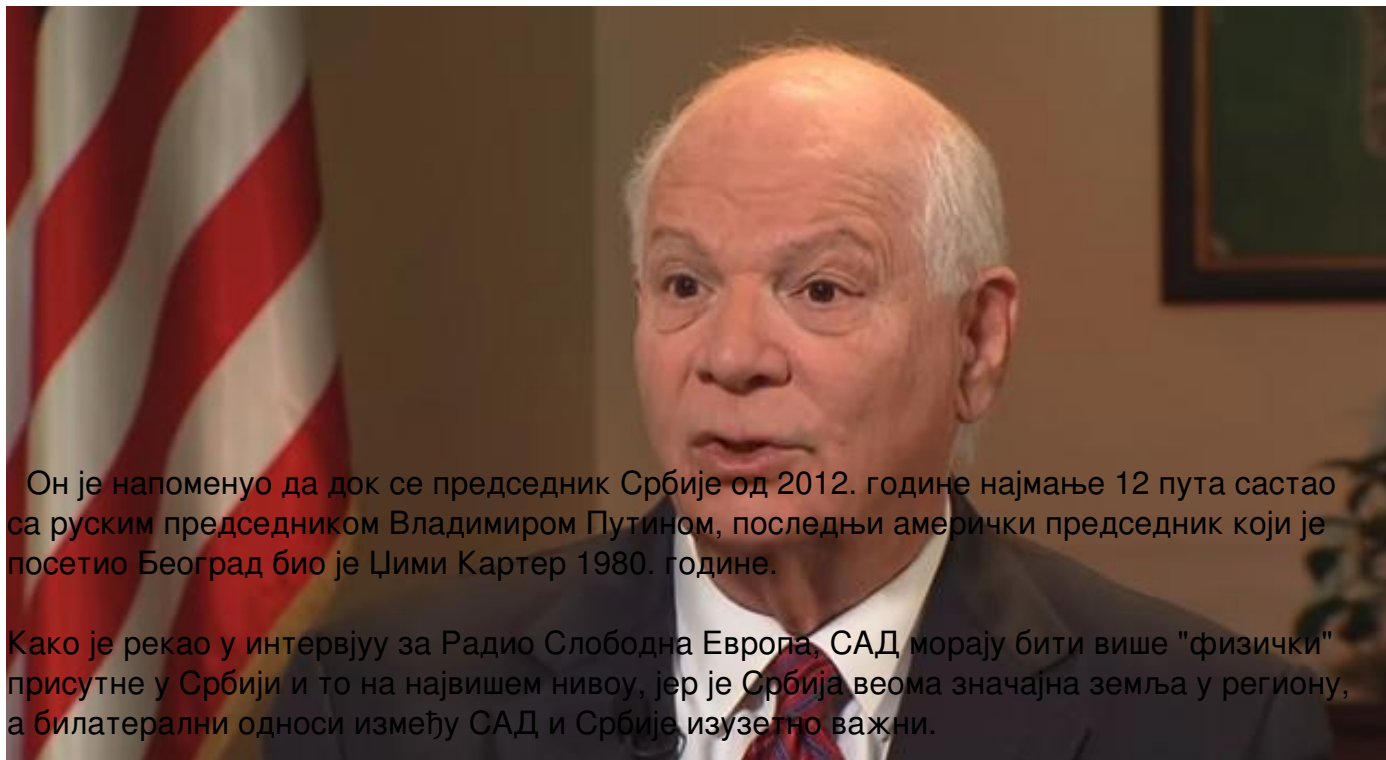 Он је напоменуо да док се председник Србије од 2012. године најмање 12 пута састао
са руским председником Владимиром Путином, последњи амерички председник који је
посетио Београд био је Џими Картер 1980. године.
Како је рекао у интервјуу за Радио Слободна Европа, САД морају бити више "физички"
присутне у Србији и то на највишем нивоу, јер је Србија веома значајна земља у региону,
а билатерални односи између САД и Србије изузетно важни.